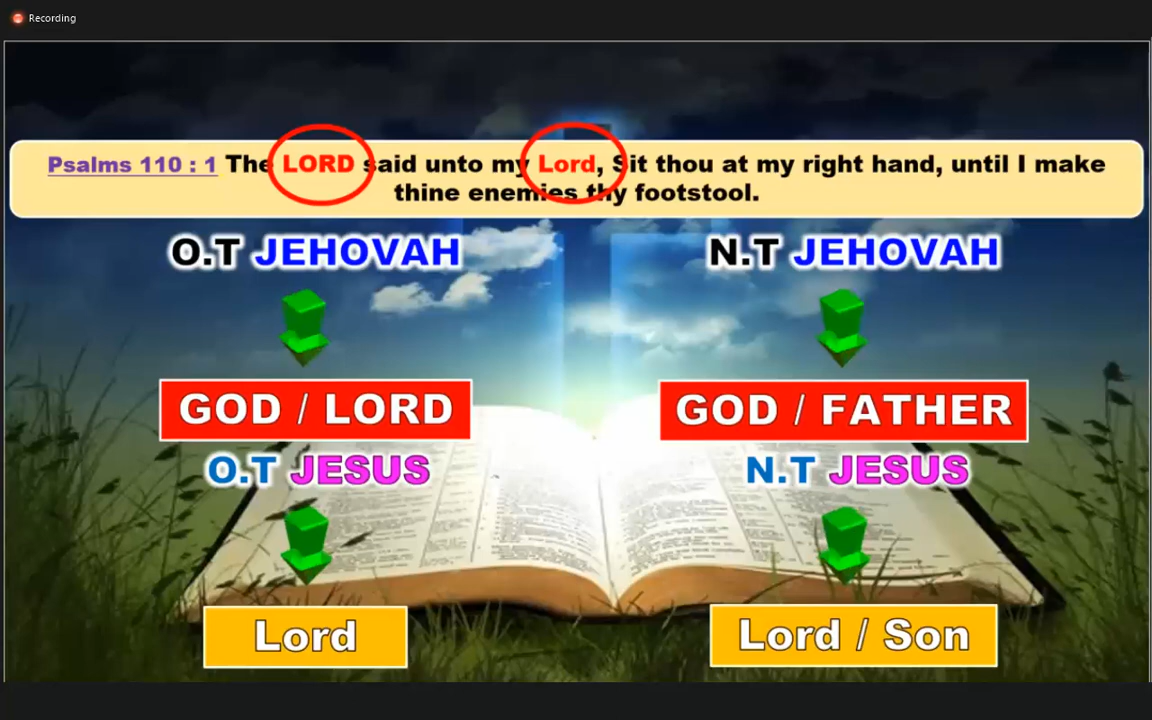 Recording
Psalms 110 : 1 The LORD said unto my Lord, Sit thou at my right hand, until I make
thine enemies thy footstool.
O.T JEHOVAH
N.T JEHOVAH
GOD / LORD
GOD / FATHER
O.T JESUS
N.T JESUS
Lord
Lord / Son